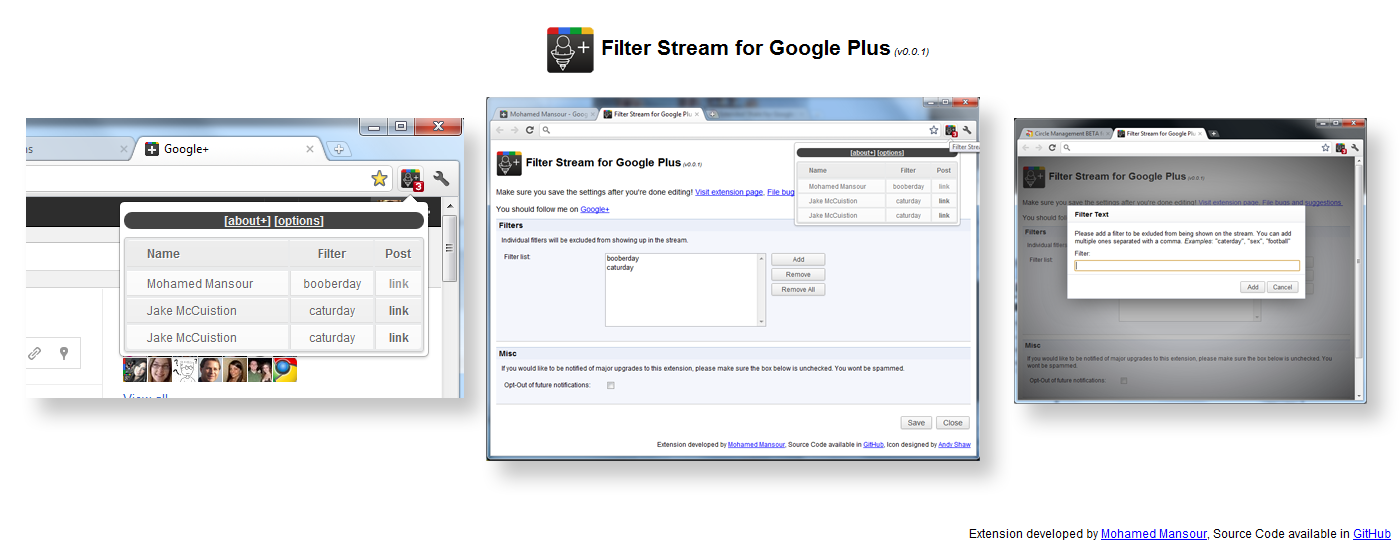 Filter Stream for Google Plus (v0.0.1)
Google+
3
[about+] [options]
Name Filter Post
Mohamed Mansour booberday link
Jake McCuistion caturday link
Jake McCuistion caturday link
View all
Mohamed Mansour - Goog
Filter Stream for Google Plu
3
Filter Strea
Filter Stream for Google Plus (v0.0.1)
[about+] [options]
Name Filter Post
Mohamed Mansour booberday link
Jake McCuistion caturday link
Jake McCuistion caturday link
Make sure you save the settings after you're done editing! Visit extension page, File bug
You should follow me on Google+
Filters
Individual filters will be excluded from showing up in the stream.
Filter list:
booberday
caturday
Add
Remove
Remove All
Misc
If you would like to be notified of major upgrades to this extension, please make sure the box below is unchecked. You wont be spammed.
Opt-Out of future notifications:
Save Close
Extension developed by Mohamed Mansour, Source Code available in GitHub, Icon designed by Andy Shaw
Circle Management BETA
Filter Stream for Google Plu
3
Filter Stream for Google Plus (v0.0.1)
Make sure you save the settings after you're done editing! Visit extension page, File bugs and suggestions.
You should follow
Filters
Individual filters
Filter list:
Filter Text
Please add a filter to be exluded from being shown on the stream. You can add
multiple ones separated with a comma. Examples: "caterday", "sex", "football"
Filter:
Add Cancel
Misc
If you would like to be notified of major upgrades to this extension, please make sure the box below is unchecked. You wont
be spammed.
Opt-Out of future notifications:
Extension developed by Mohamed Mansour, Source Code available in GitHub